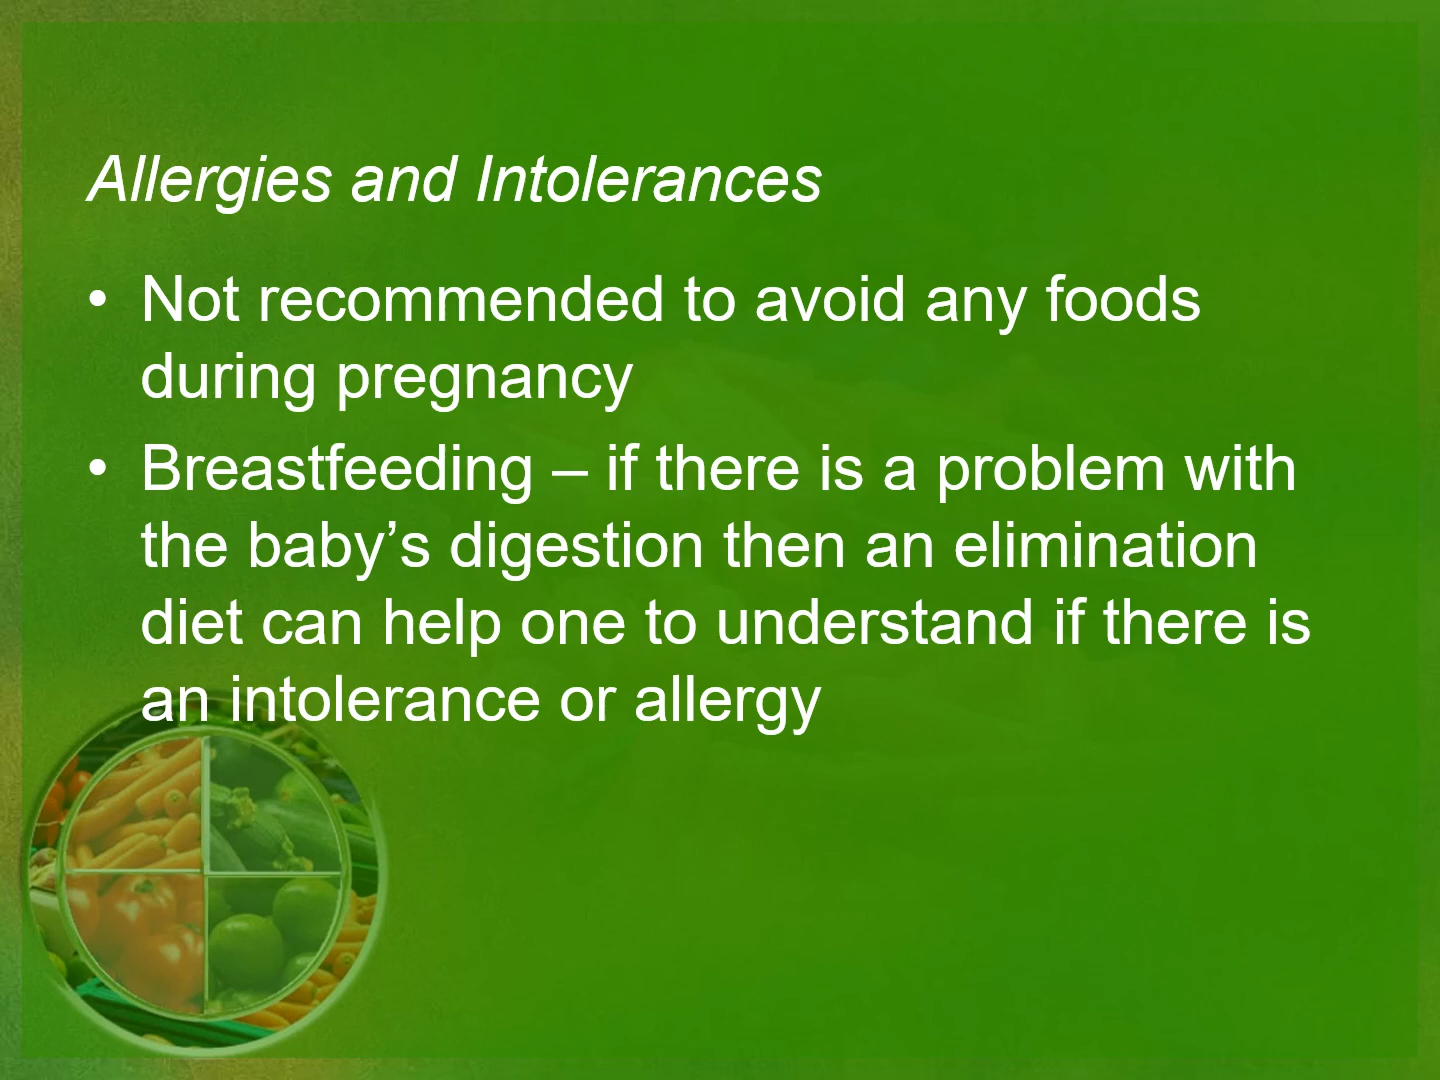 Allergies and Intolerances
• Not recommended to avoid any foods
during pregnancy
• Breastfeeding – if there is a problem with
the baby’s digestion then an elimination
diet can help one to understand if there is
an intolerance or allergy